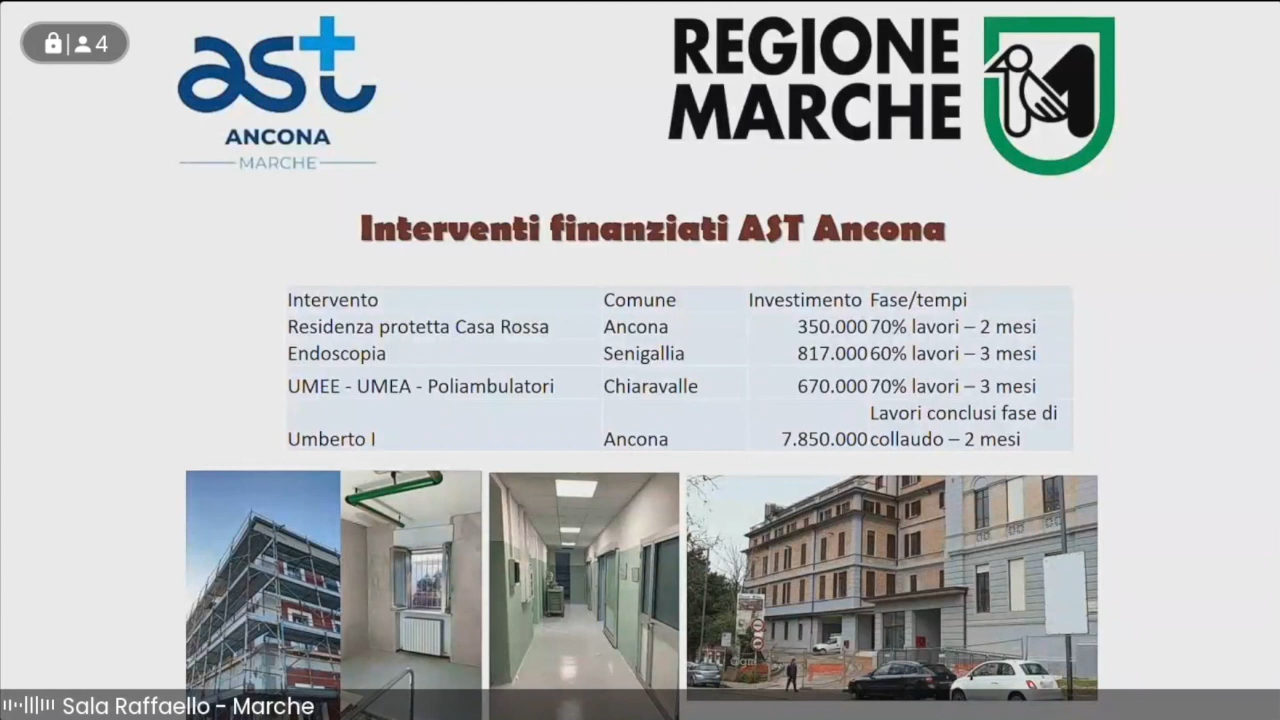 4
ast
ANCONA
MARCHE
REGIONE
MARCHE
Interventi finanziati AST Ancona
Intervento Comune Investimento Fase/tempi
Residenza protetta Casa Rossa Ancona 350.000 70% lavori – 2 mesi
Endoscopia Senigallia 817.000 60% lavori – 3 mesi
UMEE - UMEA - Poliambulatori Chiaravalle 670.000 70% lavori – 3 mesi
Lavori conclusi fase di
Umberto I Ancona 7.850.000 collaudo – 2 mesi
Sala Raffaello - Marche